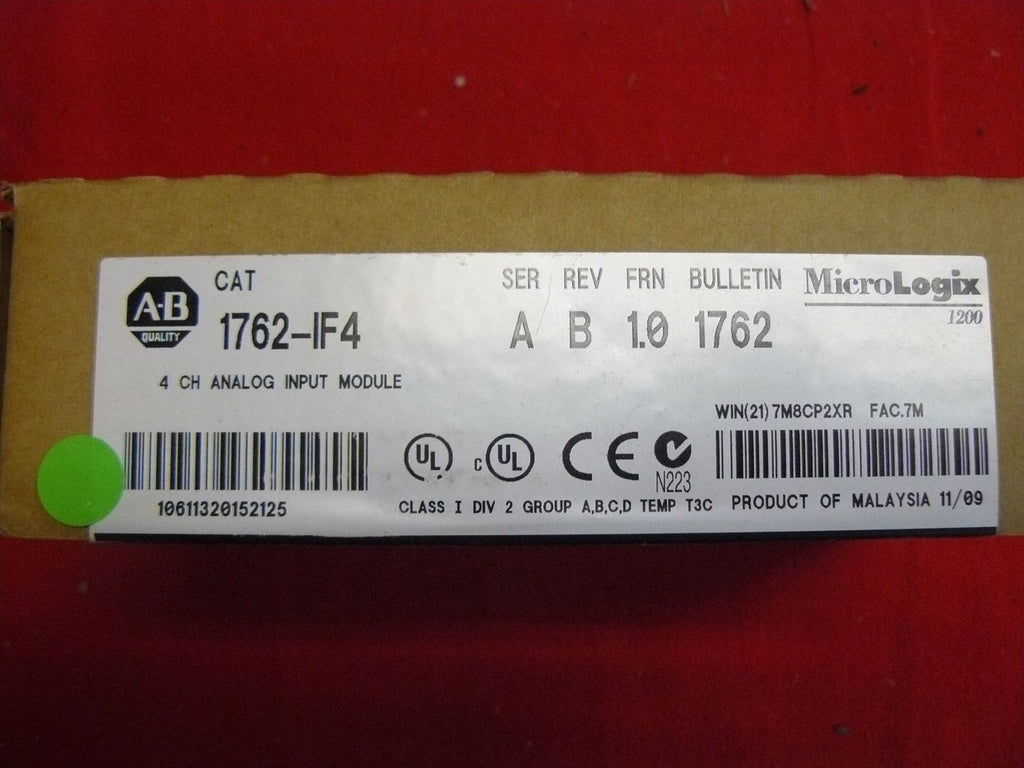 CAT SER REV FRN BULLETIN MicroLogix
1200
A-B
QUALITY
1762-IF4 A B 1.0 1762
4 CH ANALOG INPUT MODULE
WIN(21) 7M8CP2XR FAC.7M
UL c UL CE N223
10611320152125
CLASS I DIV 2 GROUP A,B,C,D TEMP T3C PRODUCT OF MALAYSIA 11/09